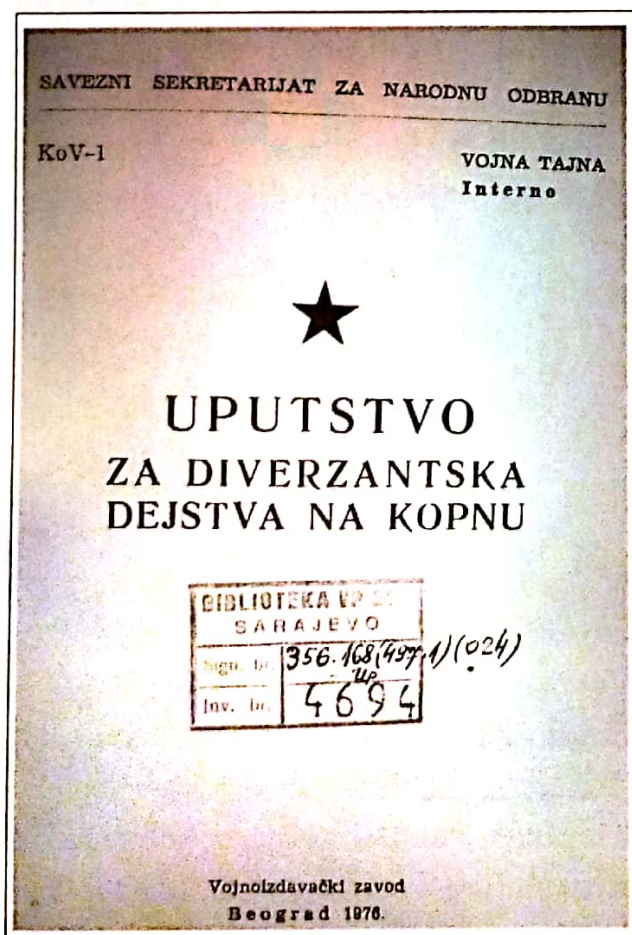 SAVEZNI SEKRETARIJAT ZA NARODNU ODBRANU
KoV-1
VOJNA TAJNA
Interno
UPUTSTVO
ZA DIVERZANTSKA
DEJSTVA NA KOPNU
BIBLIOTEKA VP
SARAJEVO
Sign. br. 356.168(497,1)(024)
Up
Inv. br. 4694
Vojnoizdavački zavod
Beograd 1976.